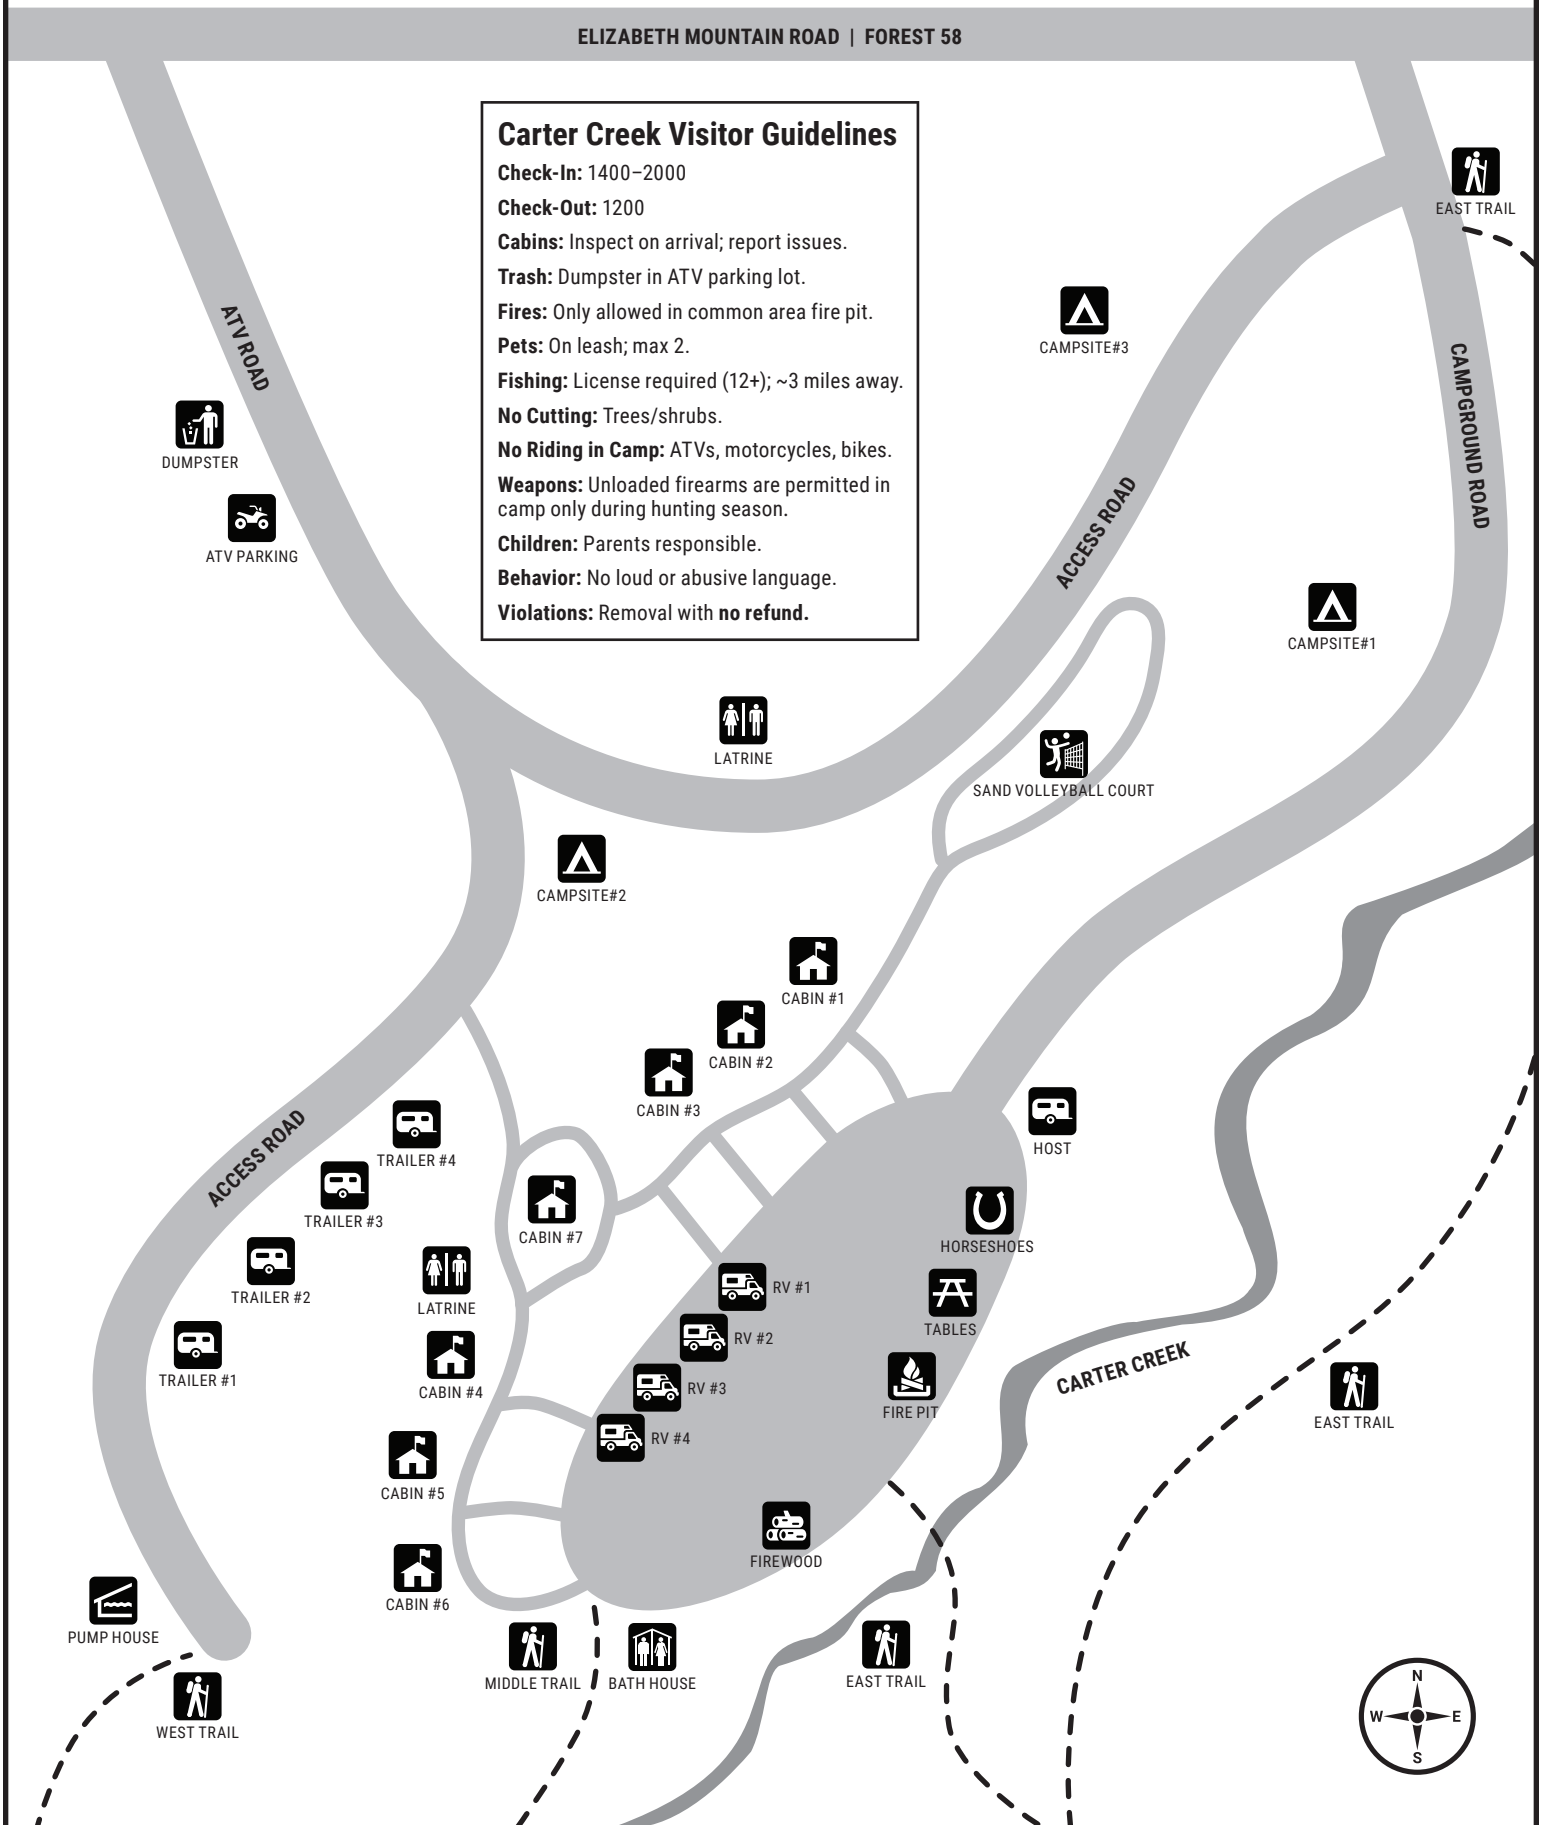 ELIZABETH MOUNTAIN ROAD | FOREST 58
Carter Creek Visitor Guidelines
Check-In: 1400–2000
Check-Out: 1200
Cabins: Inspect on arrival; report issues.
Trash: Dumpster in ATV parking lot.
Fires: Only allowed in common area fire pit.
Pets: On leash; max 2.
Fishing: License required (12+); ~3 miles away.
No Cutting: Trees/shrubs.
No Riding in Camp: ATVs, motorcycles, bikes.
Weapons: Unloaded firearms are permitted in
camp only during hunting season.
Children: Parents responsible.
Behavior: No loud or abusive language.
Violations: Removal with no refund.
EAST TRAIL
ATV ROAD
CAMPSITE#3
CAMPGROUND ROAD
DUMPSTER
ATV PARKING
ACCESS ROAD
CAMPSITE#1
LATRINE
SAND VOLLEYBALL COURT
CAMPSITE#2
CABIN #1
CABIN #2
CABIN #3
ACCESS ROAD
TRAILER #4
HOST
TRAILER #3
CABIN #7
HORSESHOES
TRAILER #2
LATRINE
RV #1
RV #2
TABLES
TRAILER #1
CABIN #4
RV #3
CARTER CREEK
FIRE PIT
EAST TRAIL
RV #4
CABIN #5
FIREWOOD
CABIN #6
PUMP HOUSE
MIDDLE TRAIL
BATH HOUSE
EAST TRAIL
WEST TRAIL
N
W
E
S